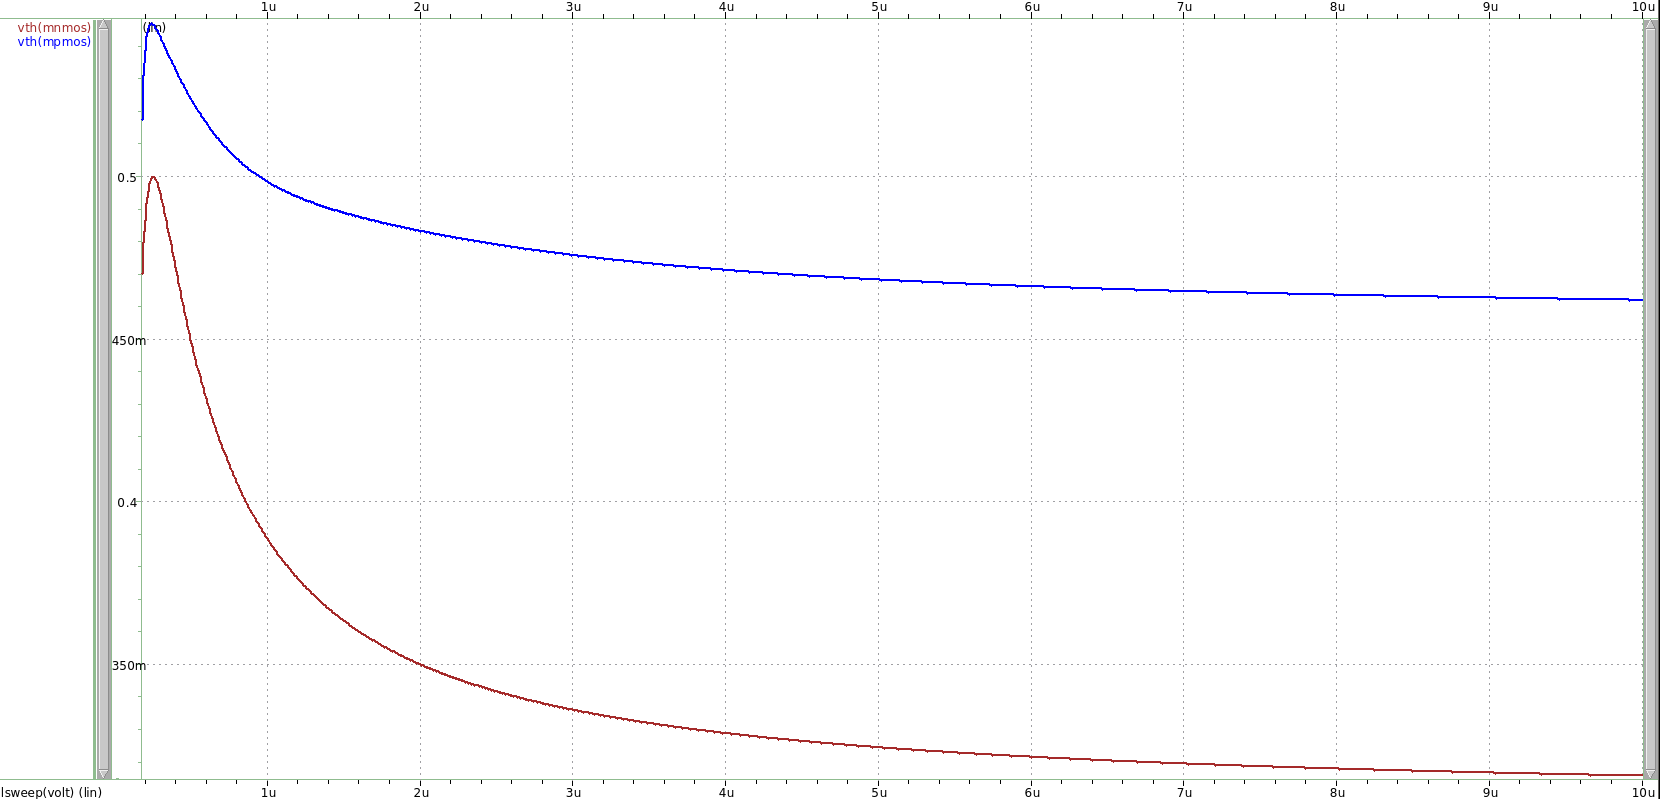 1u 2u 3u 4u 5u 6u 7u 8u 9u 10u
vth(mnmos)
vth(mpmos)
(lin)
0.5
450m
0.4
350m
lsweep(volt) (lin) 1u 2u 3u 4u 5u 6u 7u 8u 9u 10u